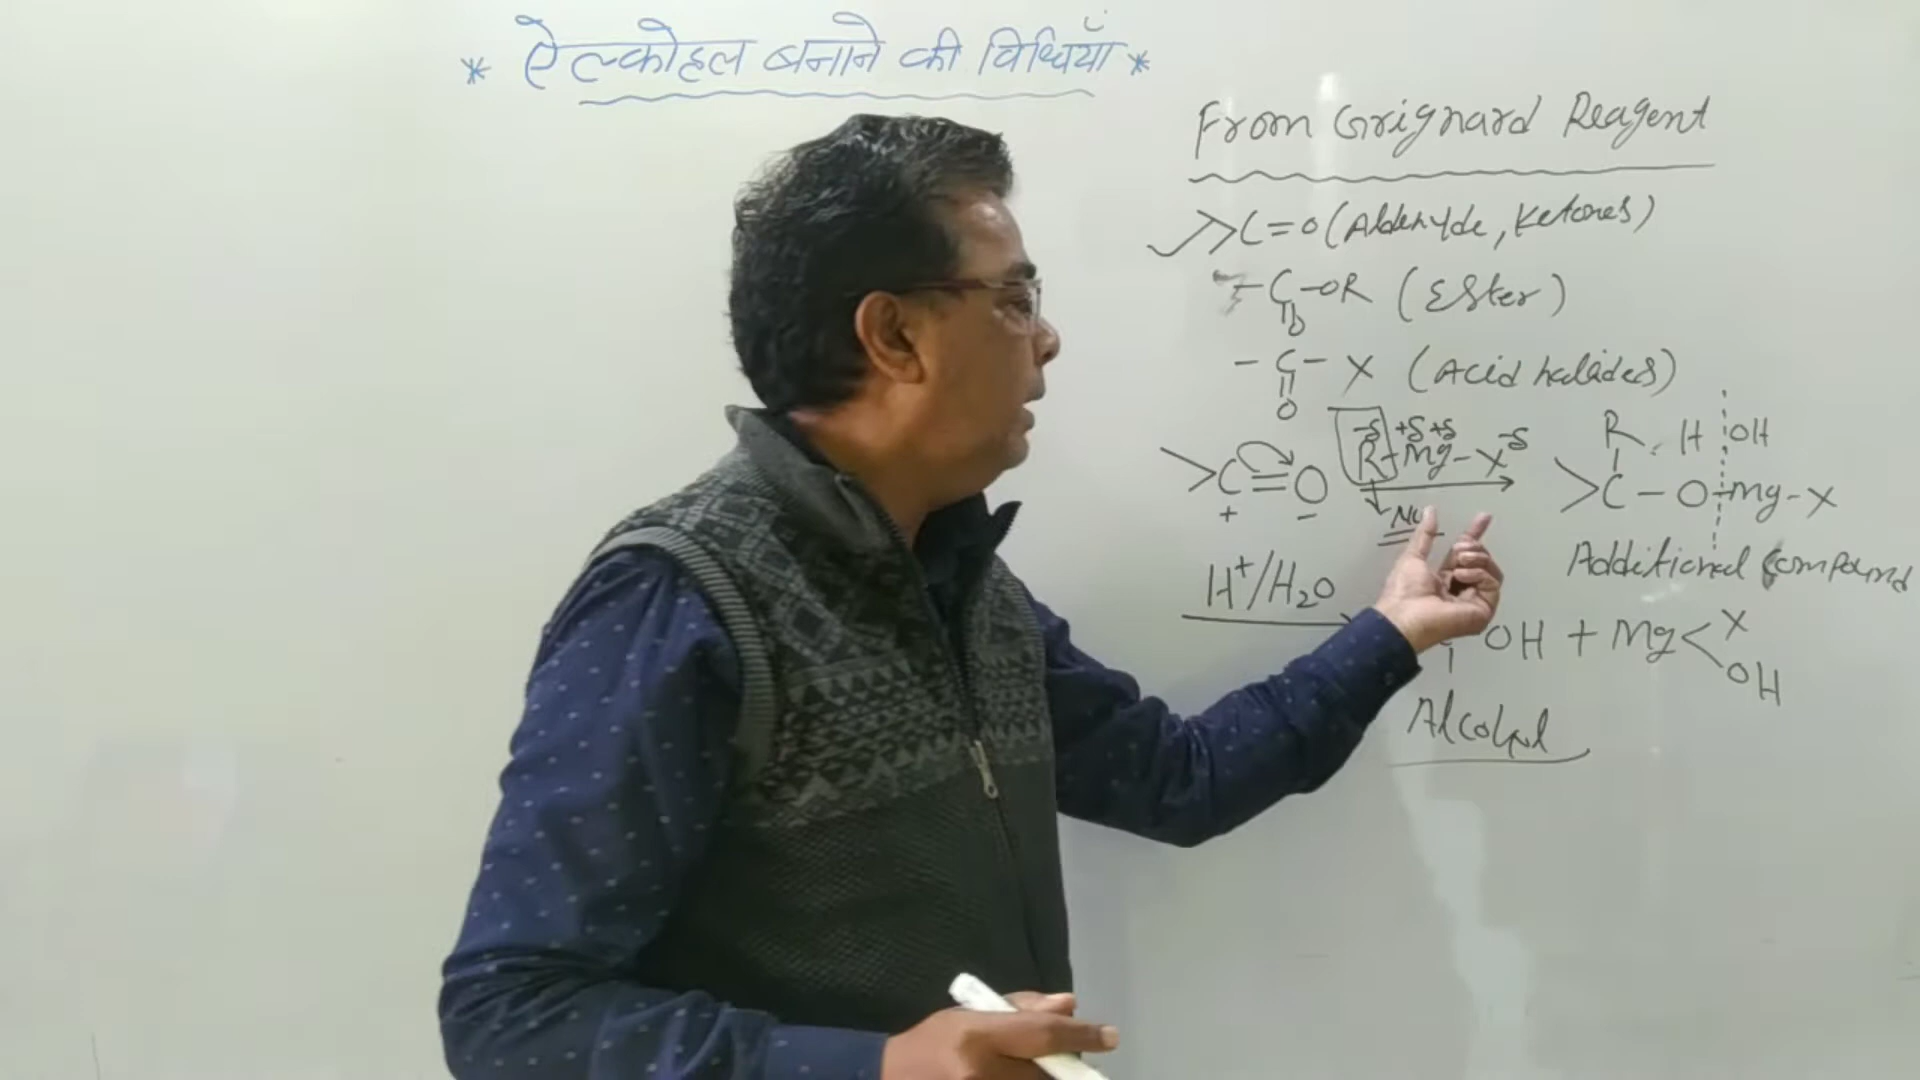 * ऐल्कोहल बनाने की विधियाँ *
From Grignard Reagent
>C=O (Aldehyde, Ketones)
-C-OR (Ester)
O
-C-X (Acid halides)
O
-δ +δ +δ -δ
R-Mg-X
>C=O
+ -
Nu
R H OH
>C-O-Mg-X
Additional Compound
H⁺/H₂O
OH + Mg< X
OH
Alcohol